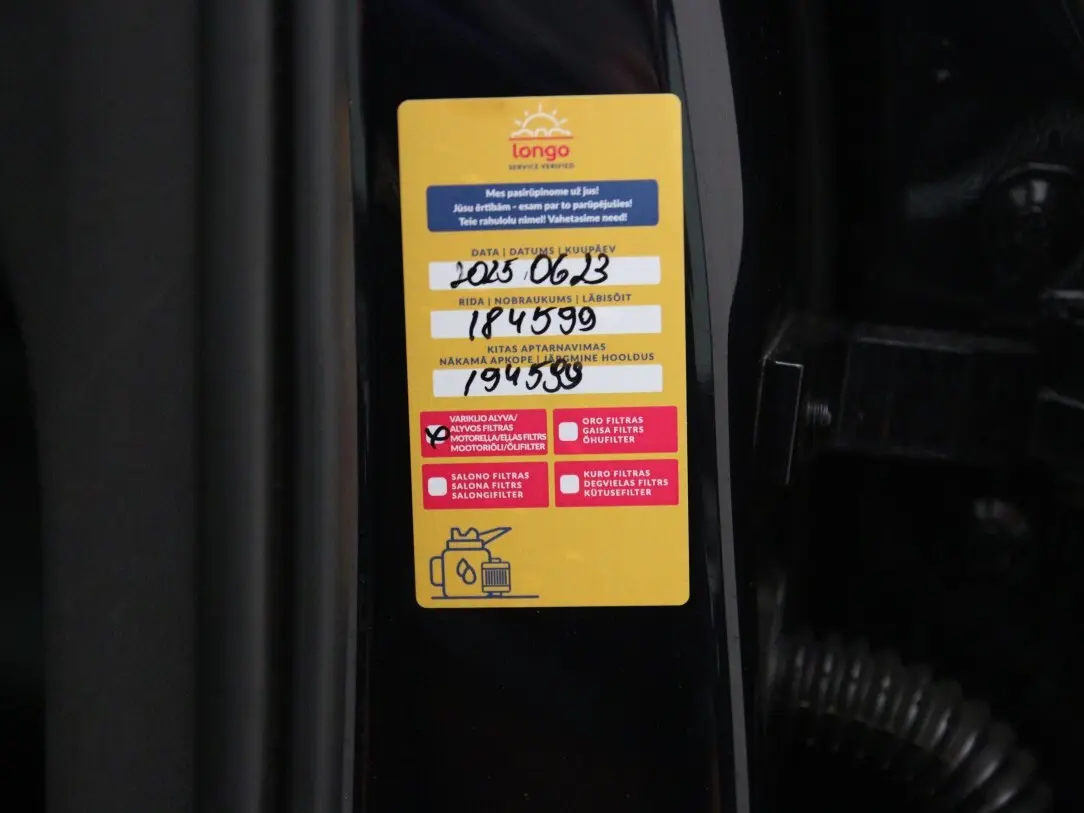 longo
SERVICE VERIFIED
Mes pasirūpinome už jus!
Jūsu ērtībām - esam par to parūpējušies!
Teie rahulolu nimel! Vahetasime need!
DATA | DATUMS | KUUPÄEV
2025.06.23
RIDA | NOBRAUKUMS | LÄBISÕIT
184599
KITAS APTARNAVIMAS
NĀKAMĀ APKOPE | JÄRGMINE HOOLDUS
194599
VARIKLIO ALYVA/
ALYVOS FILTRAS
MOTOREĻĻA/EĻĻAS FILTRS
MOOTORIÕLI/ÕLIFILTER
ORO FILTRAS
GAISA FILTRS
ÕHUFILTER
SALONO FILTRAS
SALONA FILTRS
SALONGIFILTER
KURO FILTRAS
DEGVIELAS FILTRS
KÜTUSEFILTER